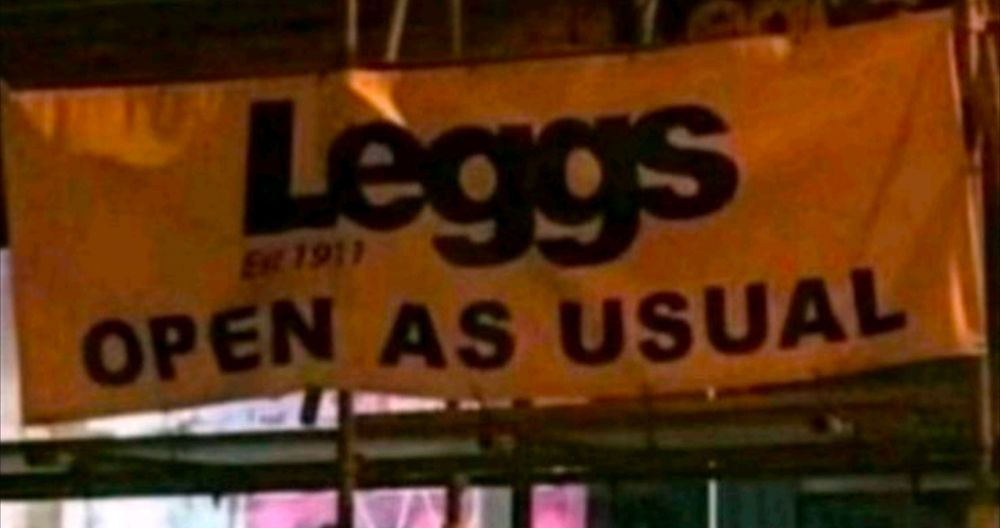 Leggs
Est. 1911
OPEN AS USUAL